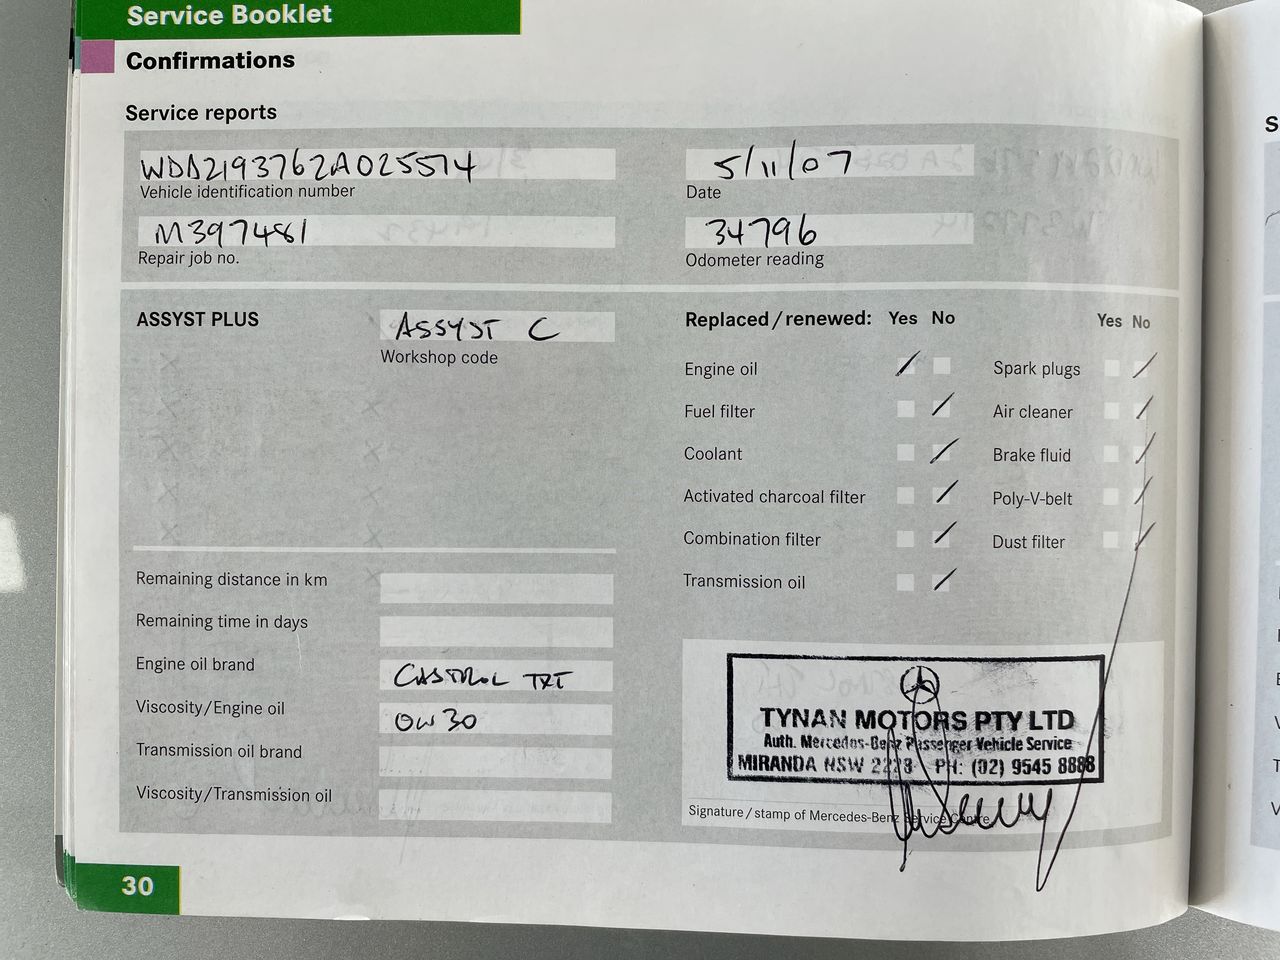 Service Booklet
Confirmations
Service reports
WDD2193762A025514
Vehicle identification number
5/11/07
Date
M397481
Repair job no.
34796
Odometer reading
ASSYST PLUS
ASSYST C
Workshop code
Replaced/renewed: Yes No
Yes No
Engine oil
Spark plugs
Fuel filter
Air cleaner
Coolant
Brake fluid
Activated charcoal filter
Poly-V-belt
Combination filter
Dust filter
Transmission oil
Remaining distance in km
Remaining time in days
Engine oil brand
CASTROL TXT
Viscosity/Engine oil
0W30
Transmission oil brand
Viscosity/Transmission oil
TYNAN MOTORS PTY LTD
Auth. Mercedes-Benz Passenger Vehicle Service
MIRANDA NSW 2228 PH: (02) 9545 8888
Signature/stamp of Mercedes-Benz Service Centre
30